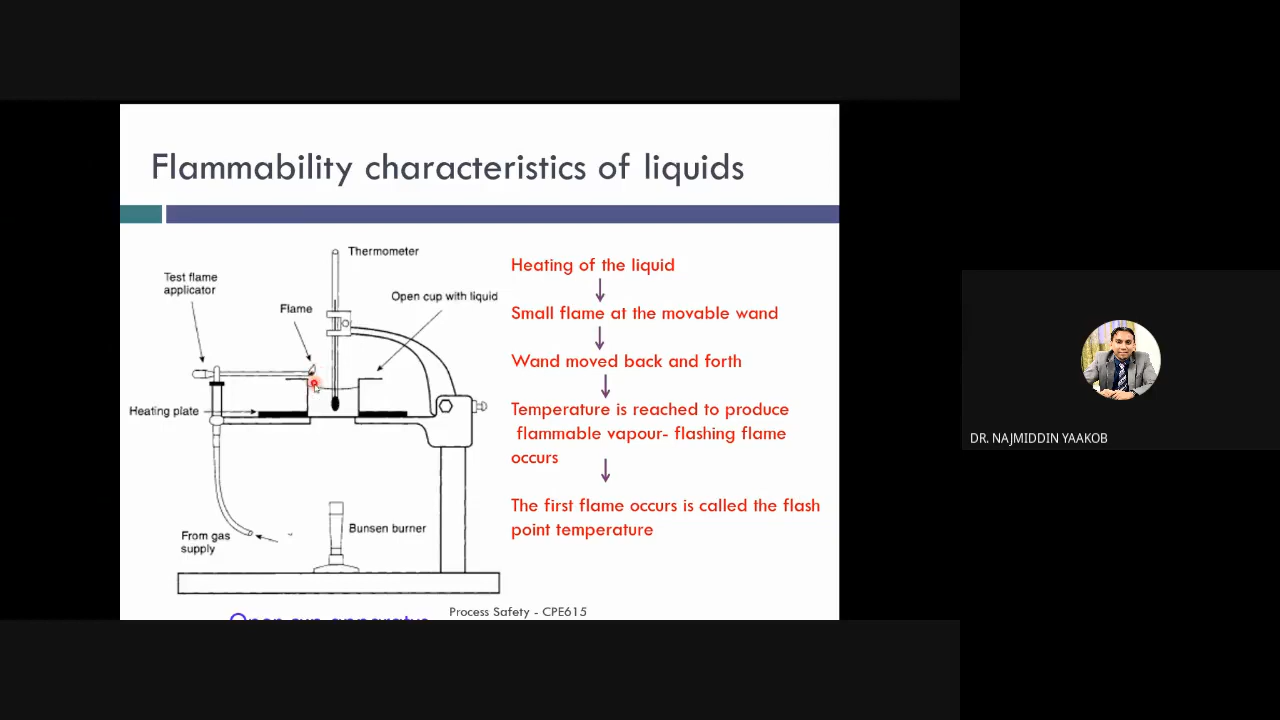 Flammability characteristics of liquids
Thermometer
Test flame
applicator
Flame
Open cup with liquid
Heating plate
From gas
supply
Bunsen burner
Heating of the liquid
Small flame at the movable wand
Wand moved back and forth
Temperature is reached to produce
flammable vapour- flashing flame
occurs
The first flame occurs is called the flash
point temperature
Open cup apparatus
Process Safety - CPE615
DR. NAJMIDDIN YAAKOB